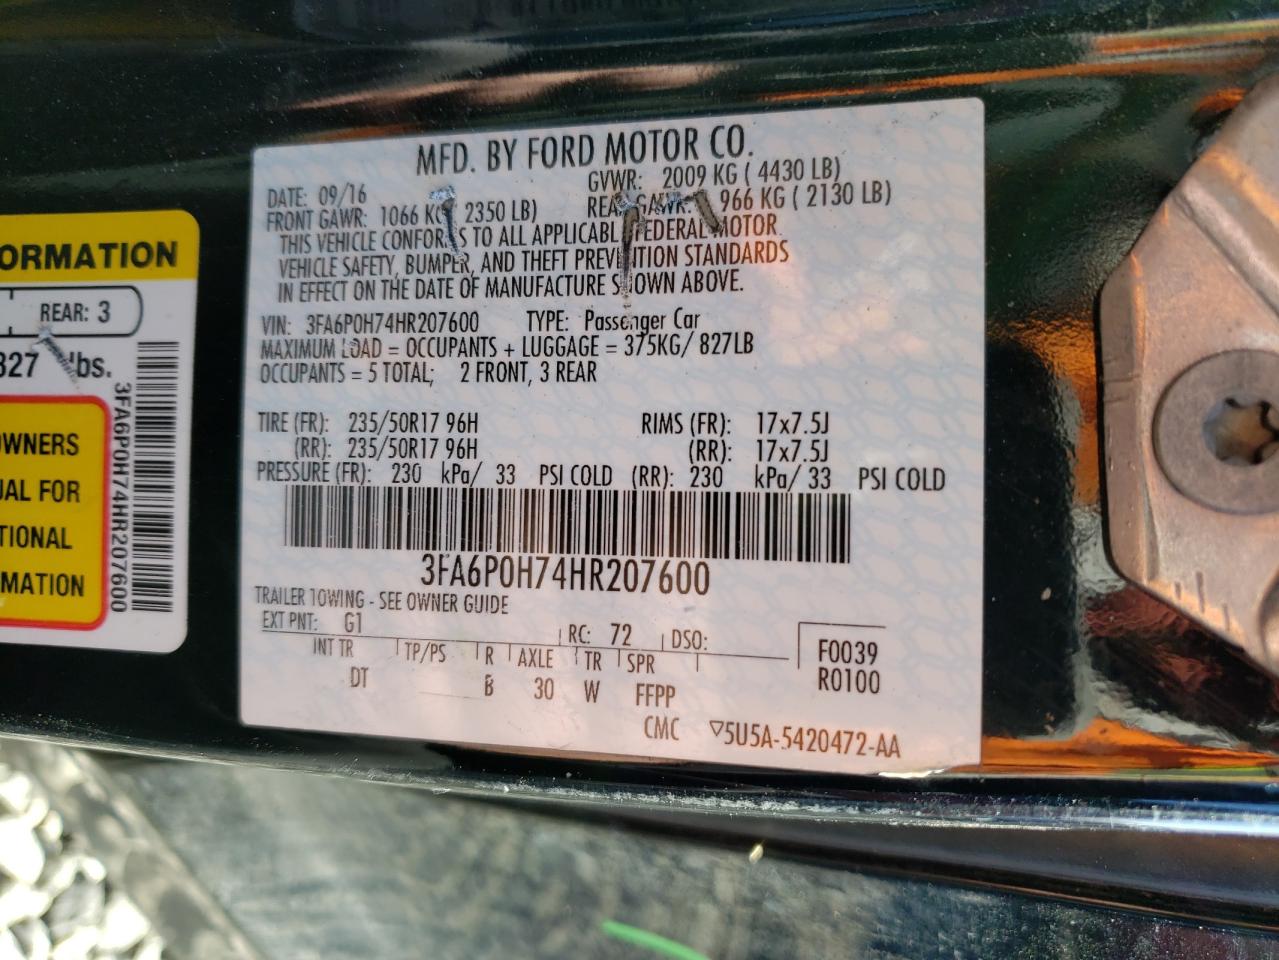 MFD. BY FORD MOTOR CO.
DATE: 09/16 GVWR: 2009 KG ( 4430 LB)
FRONT GAWR: 1066 KG ( 2350 LB) REAR GAWR: 966 KG ( 2130 LB)
THIS VEHICLE CONFORMS TO ALL APPLICABLE FEDERAL MOTOR
VEHICLE SAFETY, BUMPER, AND THEFT PREVENTION STANDARDS
IN EFFECT ON THE DATE OF MANUFACTURE SHOWN ABOVE.
VIN: 3FA6P0H74HR207600 TYPE: Passenger Car
MAXIMUM LOAD = OCCUPANTS + LUGGAGE = 375KG/ 827LB
OCCUPANTS = 5 TOTAL; 2 FRONT, 3 REAR
TIRE (FR): 235/50R17 96H RIMS (FR): 17x7.5J
(RR): 235/50R17 96H (RR): 17x7.5J
PRESSURE (FR): 230 kPa/ 33 PSI COLD (RR): 230 kPa/ 33 PSI COLD
3FA6P0H74HR207600
TRAILER TOWING - SEE OWNER GUIDE
EXT PNT: G1 RC: 72 DSO:
INT TR TP/PS R AXLE TR SPR F0039
DT B 30 W FFPP R0100
CMC ▽5U5A-5420472-AA
ORMATION
REAR: 3
827 lbs.
OWNERS
UAL FOR
TIONAL
MATION
3FA6P0H74HR207600